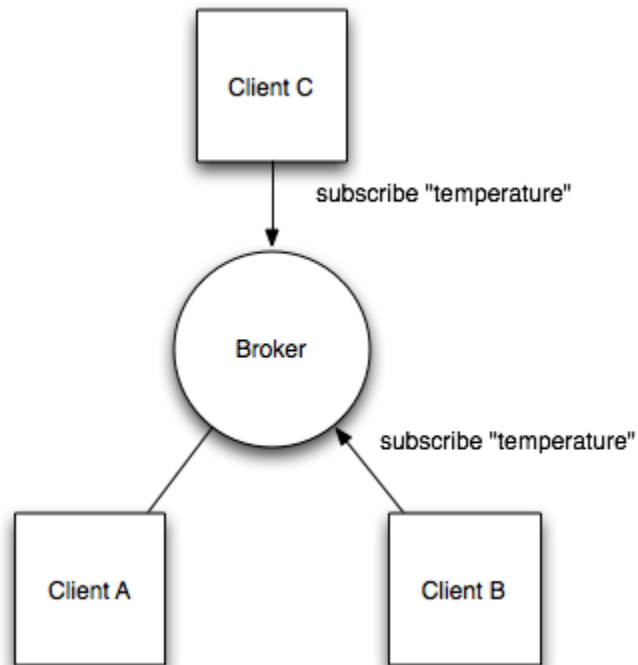 Client C
subscribe "temperature"
Broker
subscribe "temperature"
Client A
Client B